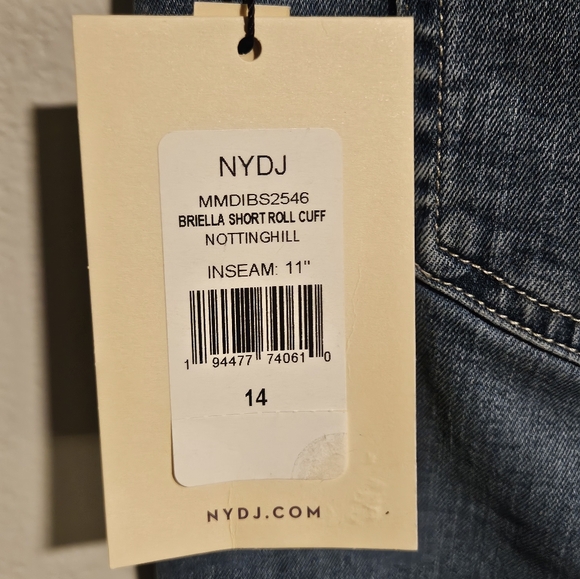 NYDJ
MMDIBS2546
BRIELLA SHORT ROLL CUFF
NOTTINGHILL
INSEAM: 11"
1 94477 74061 0
14
NYDJ.COM